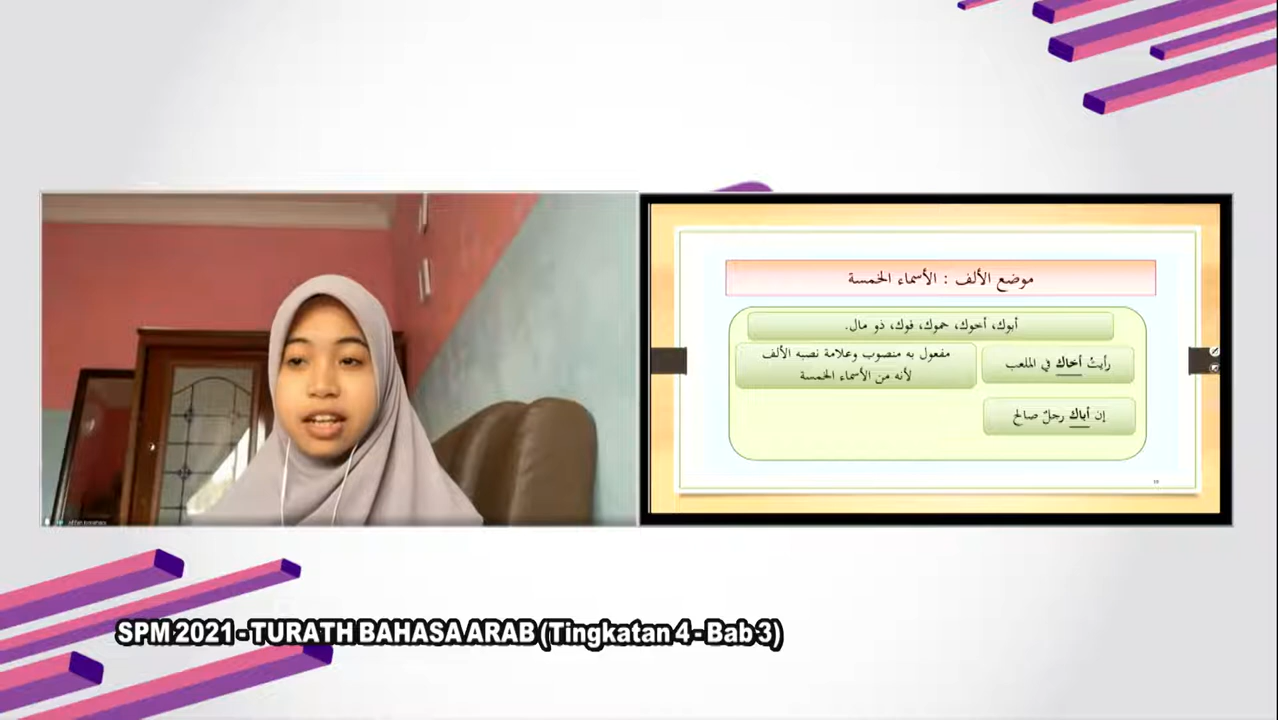 موضع الألف : الأسماء الخمسة
أبوك، أخوك، حموك، فوك، ذو مال.
رأيتُ أخاك في الملعب
مفعول به منصوب وعلامة نصبه الألف
لأنه من الأسماء الخمسة
إن أباك رجلٌ صالح
SPM 2021 - TURATH BAHASA ARAB (Tingkatan 4 - Bab 3)